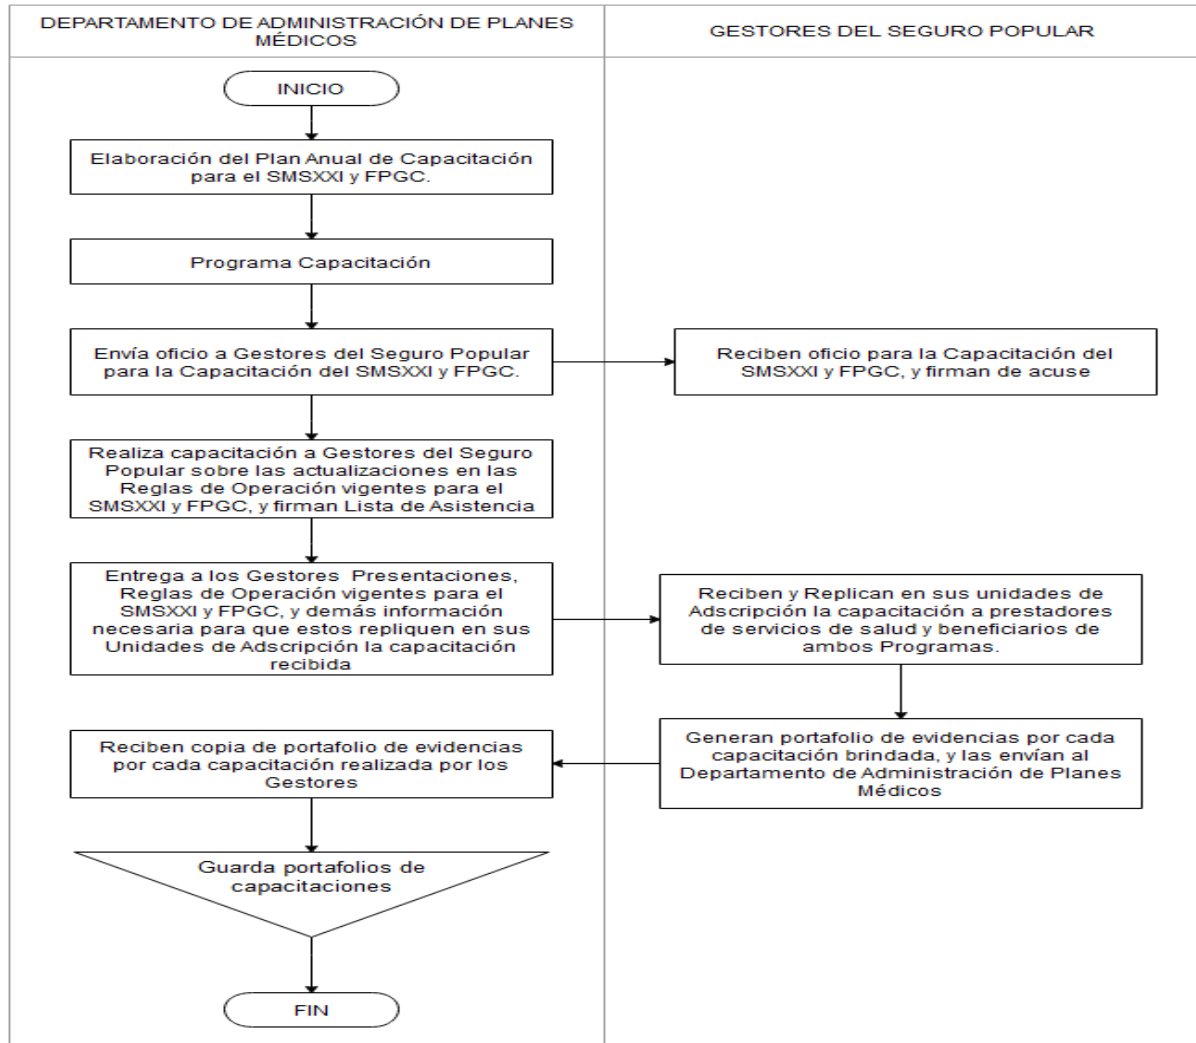 DEPARTAMENTO DE ADMINISTRACIÓN DE PLANES
MÉDICOS
GESTORES DEL SEGURO POPULAR
INICIO
Elaboración del Plan Anual de Capacitación
para el SMSXXI y FPGC.
Programa Capacitación
Envía oficio a Gestores del Seguro Popular
para la Capacitación del SMSXXI y FPGC.
Reciben oficio para la Capacitación del
SMSXXI y FPGC, y firman de acuse
Realiza capacitación a Gestores del Seguro
Popular sobre las actualizaciones en las
Reglas de Operación vigentes para el
SMSXXI y FPGC, y firman Lista de Asistencia
Entrega a los Gestores Presentaciones,
Reglas de Operación vigentes para el
SMSXXI y FPGC, y demás información
necesaria para que estos repliquen en sus
Unidades de Adscripción la capacitación
recibida
Reciben y Replican en sus unidades de
Adscripción la capacitación a prestadores
de servicios de salud y beneficiarios de
ambos Programas.
Generan portafolio de evidencias por cada
capacitación brindada, y las envían al
Departamento de Administración de Planes
Médicos
Reciben copia de portafolio de evidencias
por cada capacitación realizada por los
Gestores
Guarda portafolios de
capacitaciones
FIN